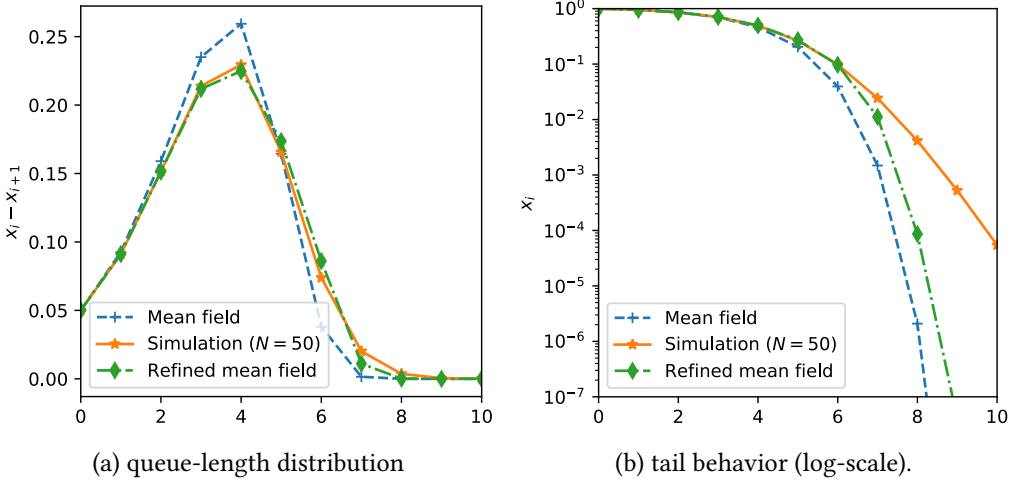 0.25
0.20
0.15
0.10
0.05
0.00
x_i − x_{i+1}
0 2 4 6 8 10
Mean field
Simulation (N = 50)
Refined mean field
(a) queue-length distribution
10^0
10^{-1}
10^{-2}
10^{-3}
10^{-4}
10^{-5}
10^{-6}
10^{-7}
x_i
0 2 4 6 8 10
Mean field
Simulation (N = 50)
Refined mean field
(b) tail behavior (log-scale).